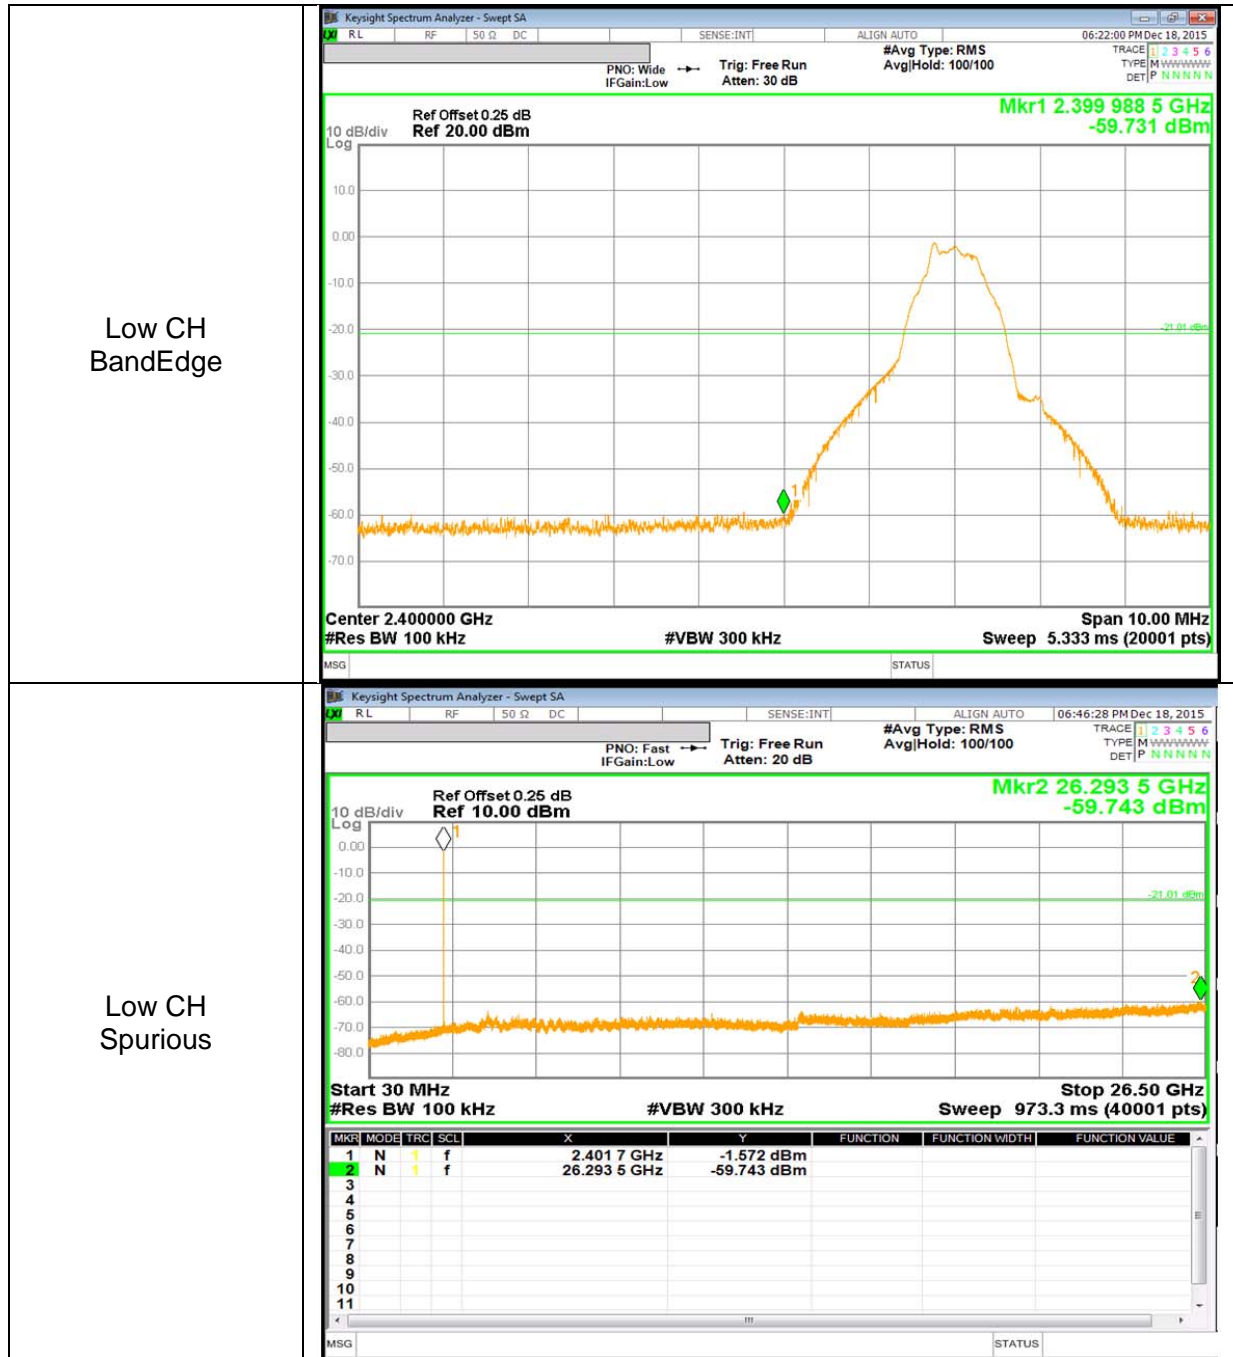 Low CH
BandEdge
Keysight Spectrum Analyzer - Swept SA
LXI RL RF 50 Ω DC SENSE:INT ALIGN AUTO 06:22:00 PM Dec 18, 2015
#Avg Type: RMS TRACE 1 2 3 4 5 6
PNO: Wide Trig: Free Run Avg|Hold: 100/100 TYPE M WWWWW
IFGain:Low Atten: 30 dB DET P N N N N N
Mkr1 2.399 988 5 GHz
Ref Offset 0.25 dB
10 dB/div Ref 20.00 dBm -59.731 dBm
Log
10.0
0.00
-10.0
-20.0
-21.01 dBm
-30.0
-40.0
-50.0
1
-60.0
-70.0
Center 2.400000 GHz Span 10.00 MHz
#Res BW 100 kHz #VBW 300 kHz Sweep 5.333 ms (20001 pts)
MSG STATUS
Low CH
Spurious
Keysight Spectrum Analyzer - Swept SA
LXI RL RF 50 Ω DC SENSE:INT ALIGN AUTO 06:46:28 PM Dec 18, 2015
#Avg Type: RMS TRACE 1 2 3 4 5 6
PNO: Fast Trig: Free Run Avg|Hold: 100/100 TYPE M WWWWW
IFGain:Low Atten: 20 dB DET P N N N N N
Mkr2 26.293 5 GHz
Ref Offset 0.25 dB
10 dB/div Ref 10.00 dBm -59.743 dBm
Log
1
0.00
-10.0
-20.0
-21.01 dBm
-30.0
-40.0
-50.0
2
-60.0
-70.0
-80.0
Start 30 MHz Stop 26.50 GHz
#Res BW 100 kHz #VBW 300 kHz Sweep 973.3 ms (40001 pts)
MKR MODE TRC SCL X Y FUNCTION FUNCTION WIDTH FUNCTION VALUE
1 N 1 f 2.401 7 GHz -1.572 dBm
2 N 1 f 26.293 5 GHz -59.743 dBm
3
4
5
6
7
8
9
10
11
MSG STATUS